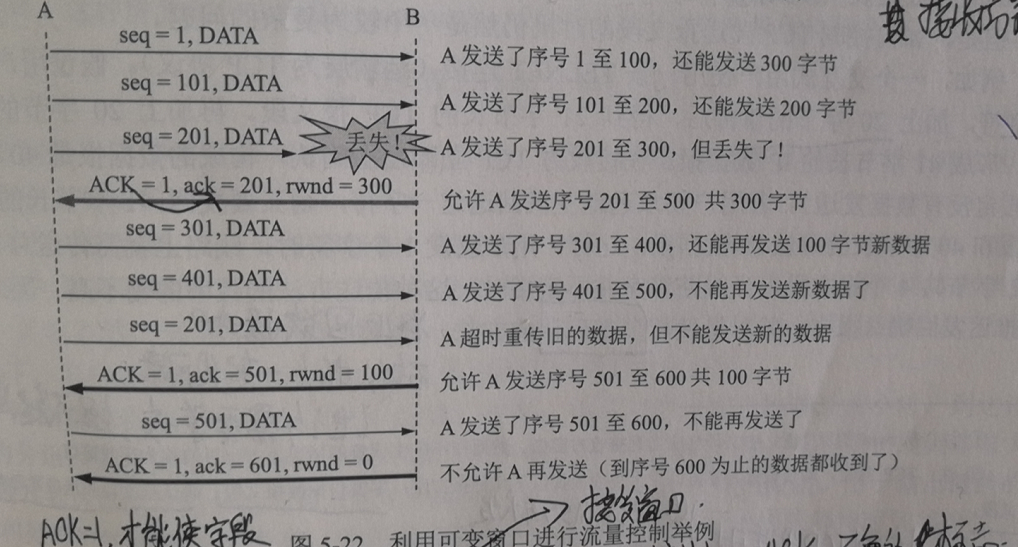 A
B
接收方
seq = 1, DATA
A 发送了序号 1 至 100，还能发送 300 字节
seq = 101, DATA
A 发送了序号 101 至 200，还能发送 200 字节
seq = 201, DATA
丢失！
A 发送了序号 201 至 300，但丢失了！
ACK = 1, ack = 201, rwnd = 300
允许 A 发送序号 201 至 500 共 300 字节
seq = 301, DATA
A 发送了序号 301 至 400，还能再发送 100 字节新数据
seq = 401, DATA
A 发送了序号 401 至 500，不能再发送新数据了
seq = 201, DATA
A 超时重传旧的数据，但不能发送新的数据
ACK = 1, ack = 501, rwnd = 100
允许 A 发送序号 501 至 600 共 100 字节
seq = 501, DATA
A 发送了序号 501 至 600，不能再发送了
ACK = 1, ack = 601, rwnd = 0
不允许 A 再发送（到序号 600 为止的数据都收到了）
ACK=1, 才能使字段
图 5-22 利用可变窗口进行流量控制举例